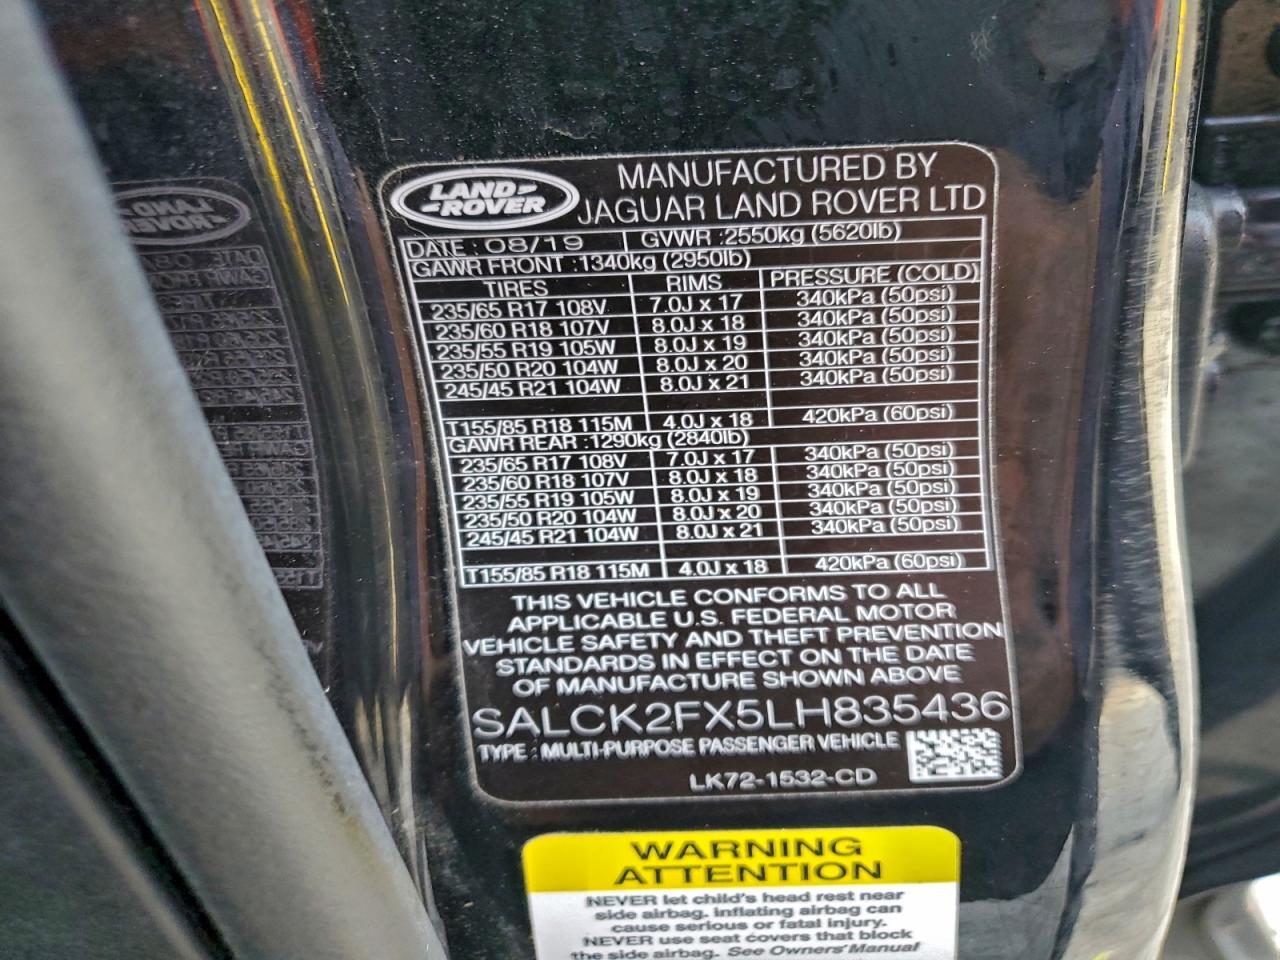 LAND-
-ROVER
MANUFACTURED BY
JAGUAR LAND ROVER LTD
DATE : 08/19 GVWR :2550kg (5620lb)
GAWR FRONT :1340kg (2950lb)
TIRES RIMS PRESSURE (COLD)
235/65 R17 108V 7.0J x 17 340kPa (50psi)
235/60 R18 107V 8.0J x 18 340kPa (50psi)
235/55 R19 105W 8.0J x 19 340kPa (50psi)
235/50 R20 104W 8.0J x 20 340kPa (50psi)
245/45 R21 104W 8.0J x 21 340kPa (50psi)
T155/85 R18 115M 4.0J x 18 420kPa (60psi)
GAWR REAR :1290kg (2840lb)
235/65 R17 108V 7.0J x 17 340kPa (50psi)
235/60 R18 107V 8.0J x 18 340kPa (50psi)
235/55 R19 105W 8.0J x 19 340kPa (50psi)
235/50 R20 104W 8.0J x 20 340kPa (50psi)
245/45 R21 104W 8.0J x 21 340kPa (50psi)
T155/85 R18 115M 4.0J x 18 420kPa (60psi)
THIS VEHICLE CONFORMS TO ALL
APPLICABLE U.S. FEDERAL MOTOR
VEHICLE SAFETY AND THEFT PREVENTION
STANDARDS IN EFFECT ON THE DATE
OF MANUFACTURE SHOWN ABOVE
SALCK2FX5LH835436
TYPE : MULTI-PURPOSE PASSENGER VEHICLE
LK72-1532-CD
WARNING
ATTENTION
NEVER let child's head rest near
side airbag. Inflating airbag can
cause serious or fatal injury.
NEVER use seat covers that block
the side airbag. See Owners' Manual